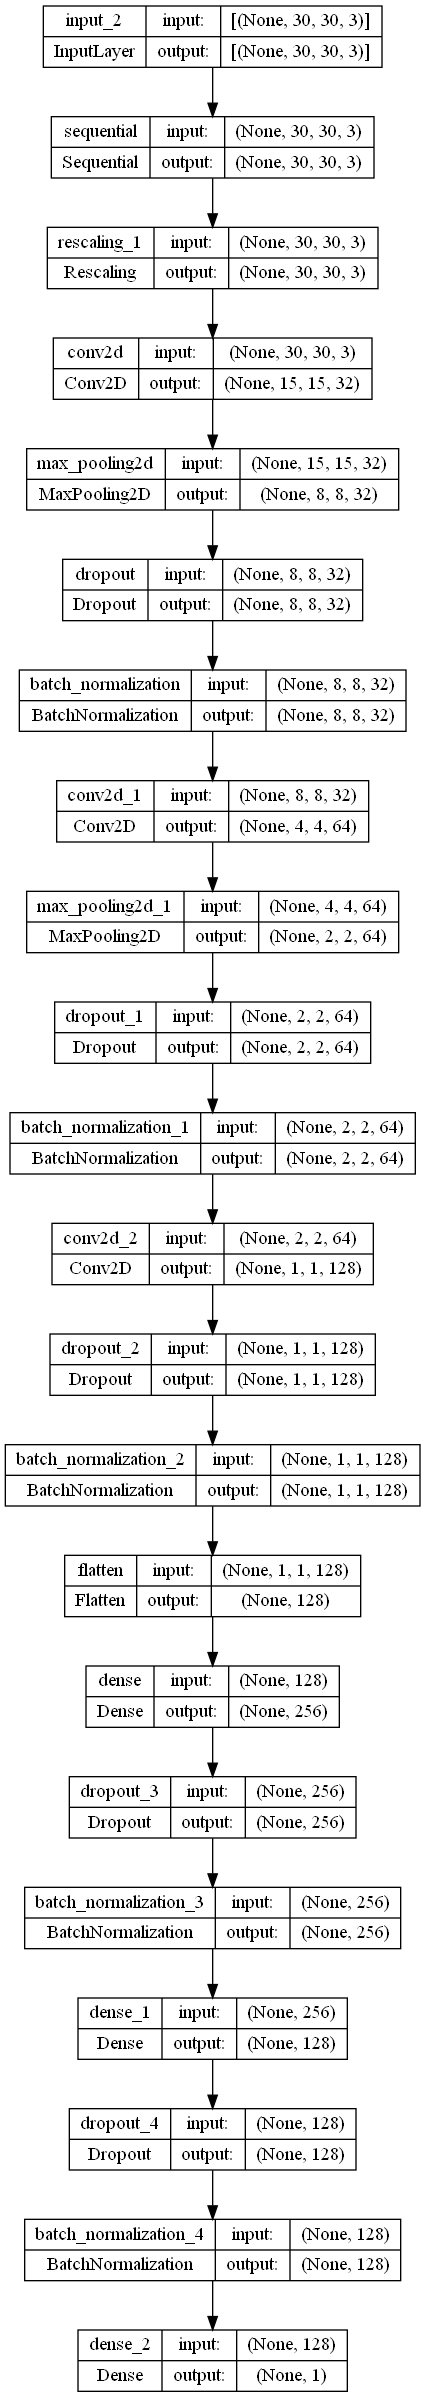 input_2 input: [(None, 30, 30, 3)]
InputLayer output: [(None, 30, 30, 3)]
sequential input: (None, 30, 30, 3)
Sequential output: (None, 30, 30, 3)
rescaling_1 input: (None, 30, 30, 3)
Rescaling output: (None, 30, 30, 3)
conv2d input: (None, 30, 30, 3)
Conv2D output: (None, 15, 15, 32)
max_pooling2d input: (None, 15, 15, 32)
MaxPooling2D output: (None, 8, 8, 32)
dropout input: (None, 8, 8, 32)
Dropout output: (None, 8, 8, 32)
batch_normalization input: (None, 8, 8, 32)
BatchNormalization output: (None, 8, 8, 32)
conv2d_1 input: (None, 8, 8, 32)
Conv2D output: (None, 4, 4, 64)
max_pooling2d_1 input: (None, 4, 4, 64)
MaxPooling2D output: (None, 2, 2, 64)
dropout_1 input: (None, 2, 2, 64)
Dropout output: (None, 2, 2, 64)
batch_normalization_1 input: (None, 2, 2, 64)
BatchNormalization output: (None, 2, 2, 64)
conv2d_2 input: (None, 2, 2, 64)
Conv2D output: (None, 1, 1, 128)
dropout_2 input: (None, 1, 1, 128)
Dropout output: (None, 1, 1, 128)
batch_normalization_2 input: (None, 1, 1, 128)
BatchNormalization output: (None, 1, 1, 128)
flatten input: (None, 1, 1, 128)
Flatten output: (None, 128)
dense input: (None, 128)
Dense output: (None, 256)
dropout_3 input: (None, 256)
Dropout output: (None, 256)
batch_normalization_3 input: (None, 256)
BatchNormalization output: (None, 256)
dense_1 input: (None, 256)
Dense output: (None, 128)
dropout_4 input: (None, 128)
Dropout output: (None, 128)
batch_normalization_4 input: (None, 128)
BatchNormalization output: (None, 128)
dense_2 input: (None, 128)
Dense output: (None, 1)